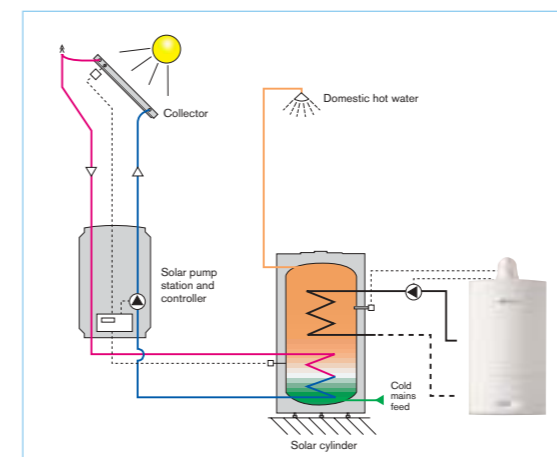 Collector
Domestic hot water
Solar pump
station and
controller
Cold
mains
feed
Solar cylinder